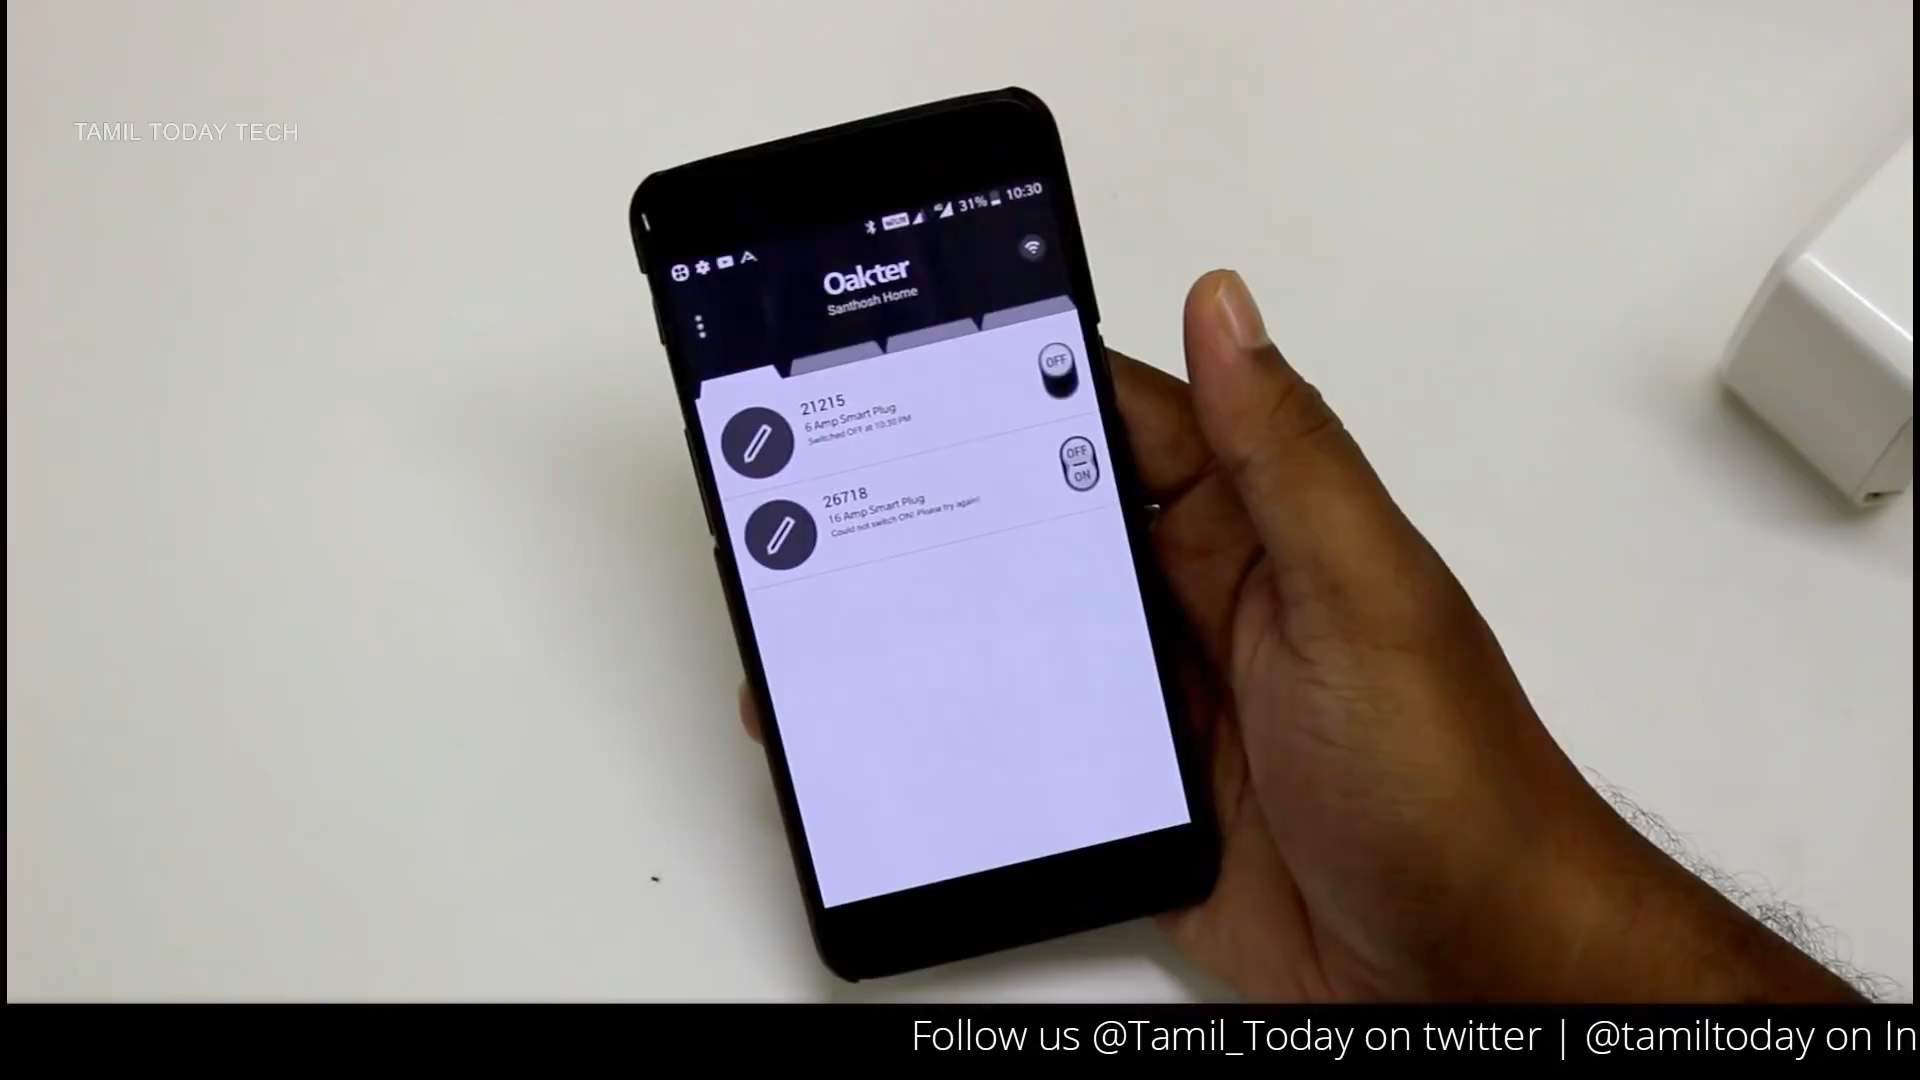 TAMIL TODAY TECH
31% 10:30
Oakter
Santhosh Home
21215
6 Amp Smart Plug
Switched OFF at 10:30 PM
OFF
26718
16 Amp Smart Plug
Could not switch ON! Please try again!
OFF
ON
Follow us @Tamil_Today on twitter | @tamiltoday on In